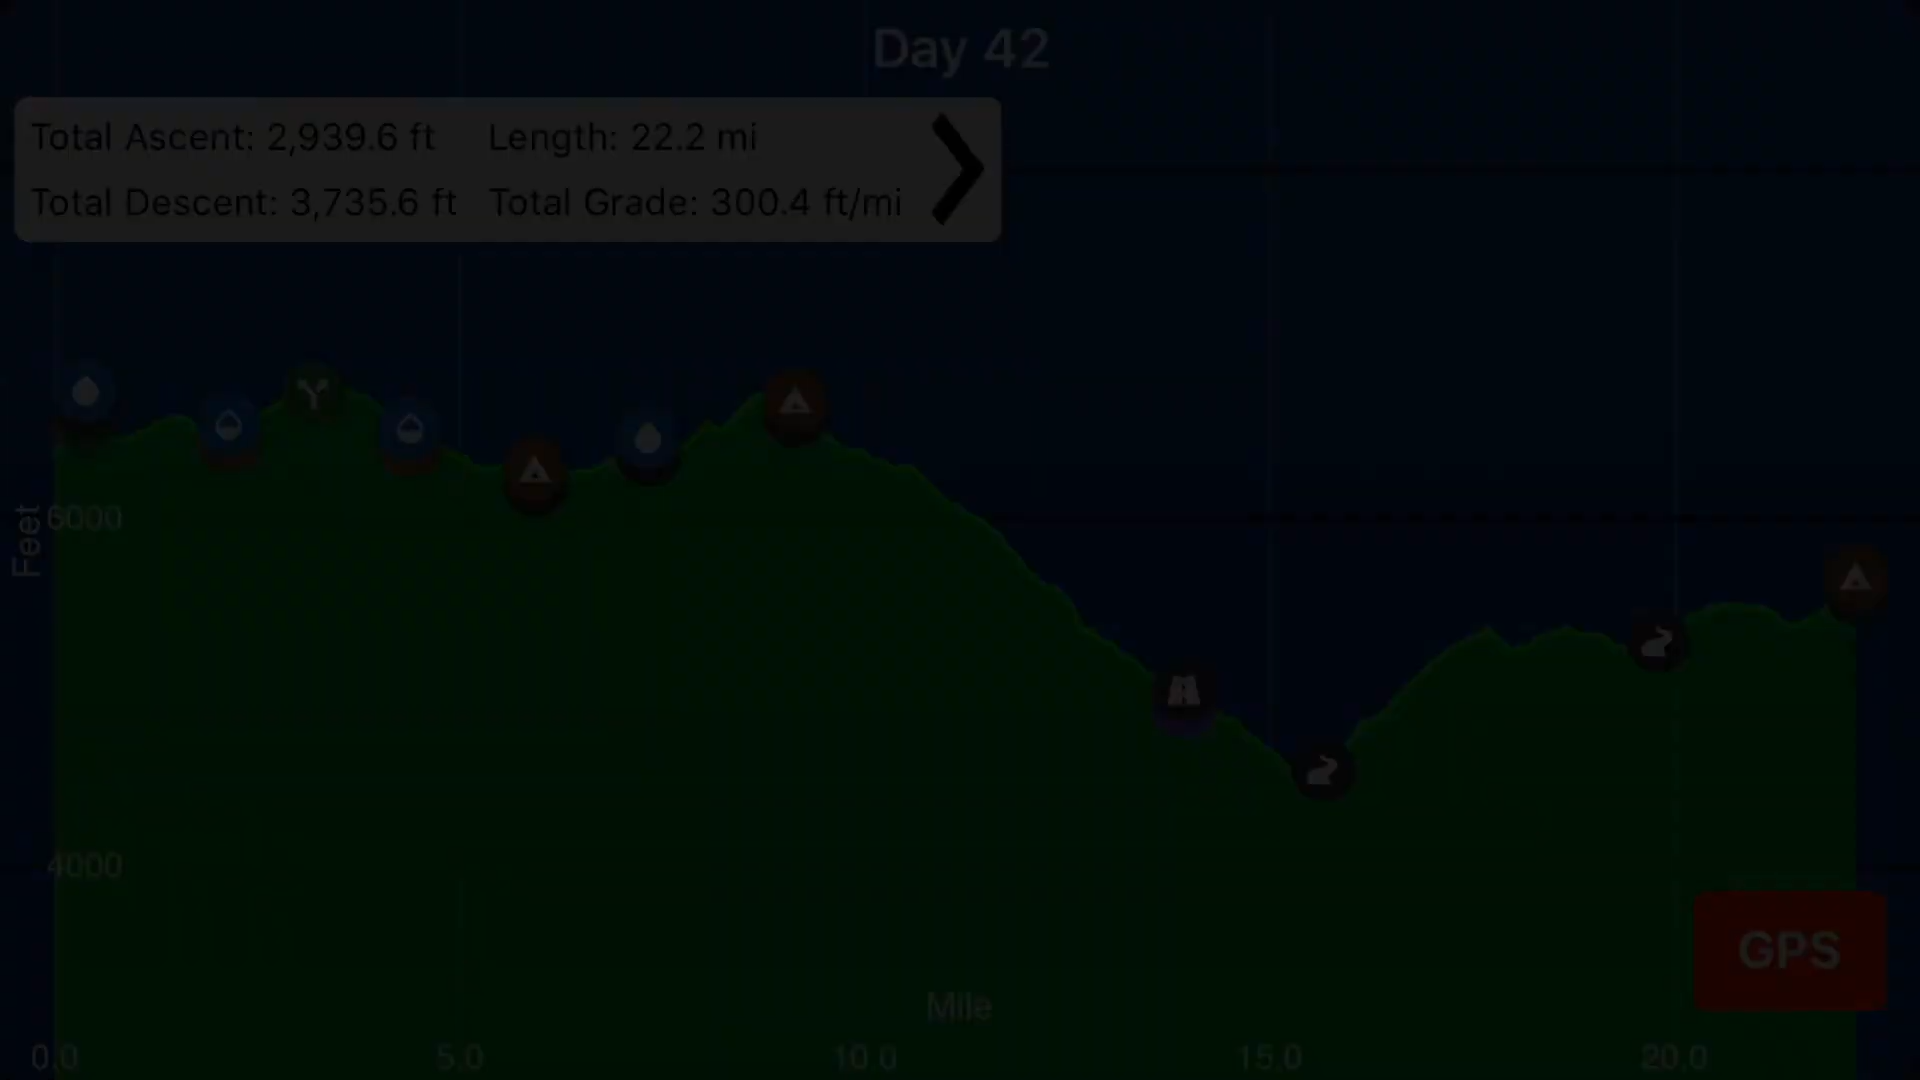 Day 42
Total Ascent: 2,939.6 ft Length: 22.2 mi
Total Descent: 3,735.6 ft Total Grade: 300.4 ft/mi
Feet
6000
4000
GPS
Mile
0.0 5.0 10.0 15.0 20.0